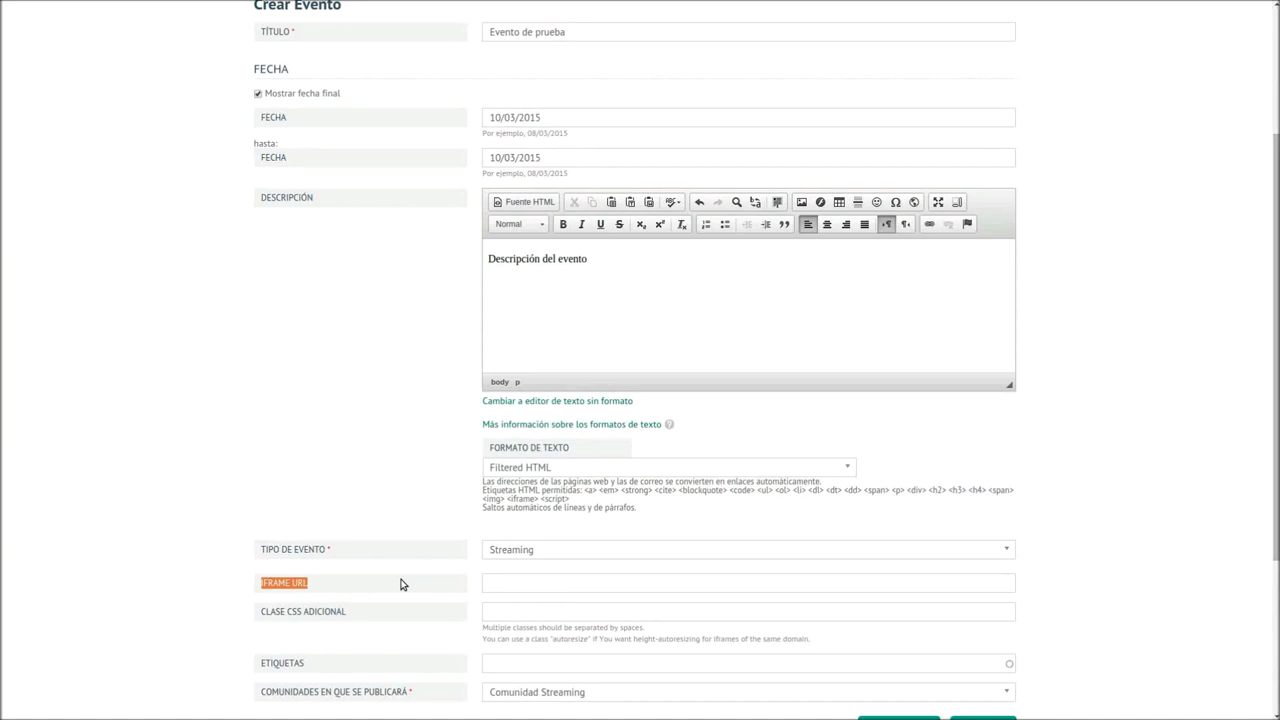 Crear Evento
TÍTULO *
Evento de prueba
FECHA
Mostrar fecha final
FECHA
10/03/2015
Por ejemplo, 08/03/2015
hasta:
FECHA
10/03/2015
Por ejemplo, 08/03/2015
DESCRIPCIÓN
Fuente HTML
Normal
Descripción del evento
body p
Cambiar a editor de texto sin formato
Más información sobre los formatos de texto
FORMATO DE TEXTO
Filtered HTML
Las direcciones de las páginas web y las de correo se convierten en enlaces automáticamente.
Etiquetas HTML permitidas: <a> <em> <strong> <cite> <blockquote> <code> <ul> <ol> <li> <dl> <dt> <dd> <span> <p> <div> <h2> <h3> <h4> <span>
<img> <iframe> <script>
Saltos automáticos de líneas y de párrafos.
TIPO DE EVENTO *
Streaming
IFRAME URL
CLASE CSS ADICIONAL
Multiple classes should be separated by spaces.
You can use a class "autoresize" if You want height-autoresizing for iframes of the same domain.
ETIQUETAS
COMUNIDADES EN QUE SE PUBLICARÁ *
Comunidad Streaming